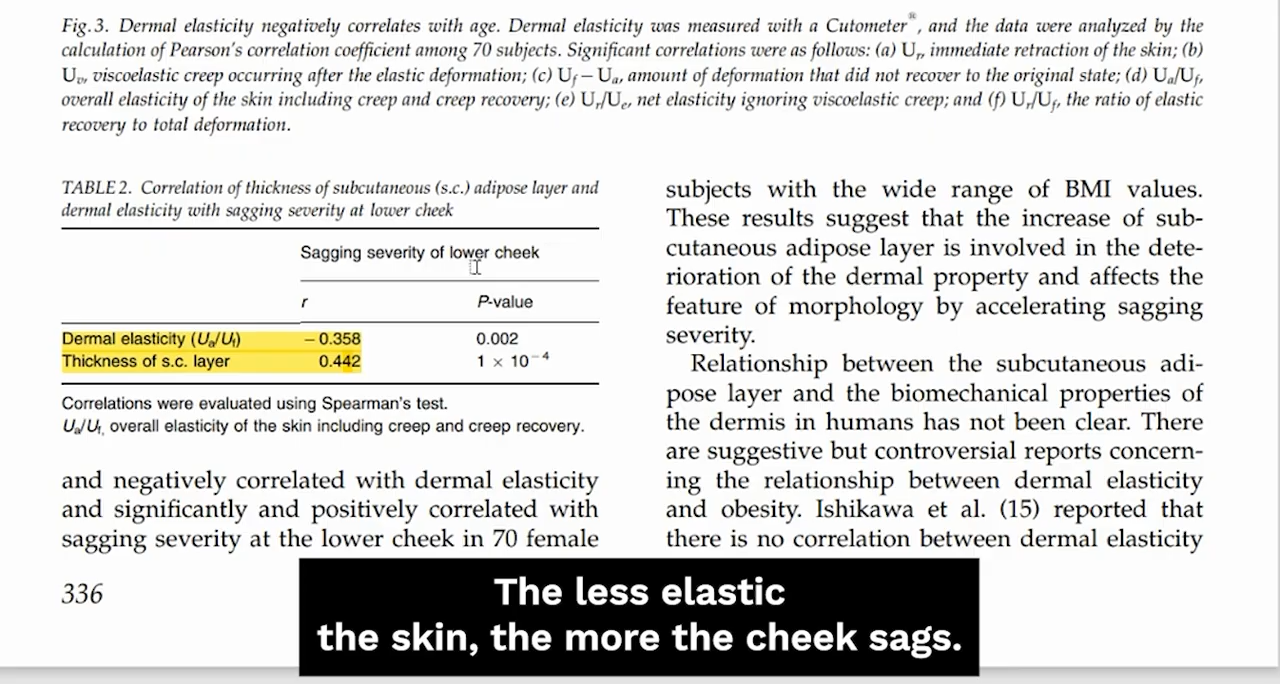 Fig. 3. Dermal elasticity negatively correlates with age. Dermal elasticity was measured with a Cutometer®, and the data were analyzed by the
calculation of Pearson's correlation coefficient among 70 subjects. Significant correlations were as follows: (a) Ur, immediate retraction of the skin; (b)
Uv, viscoelastic creep occurring after the elastic deformation; (c) Uf – Ua, amount of deformation that did not recover to the original state; (d) Ua/Uf,
overall elasticity of the skin including creep and creep recovery; (e) Ur/Ue, net elasticity ignoring viscoelastic creep; and (f) Ur/Uf, the ratio of elastic
recovery to total deformation.
TABLE 2. Correlation of thickness of subcutaneous (s.c.) adipose layer and
dermal elasticity with sagging severity at lower cheek
Sagging severity of lower cheek
r P-value
Dermal elasticity (Ua/Uf) – 0.358 0.002
Thickness of s.c. layer 0.442 1 × 10⁻⁴
Correlations were evaluated using Spearman's test.
Ua/Uf, overall elasticity of the skin including creep and creep recovery.
and negatively correlated with dermal elasticity
and significantly and positively correlated with
sagging severity at the lower cheek in 70 female
336
subjects with the wide range of BMI values.
These results suggest that the increase of sub-
cutaneous adipose layer is involved in the dete-
rioration of the dermal property and affects the
feature of morphology by accelerating sagging
severity.
Relationship between the subcutaneous adi-
pose layer and the biomechanical properties of
the dermis in humans has not been clear. There
are suggestive but controversial reports concern-
ing the relationship between dermal elasticity
and obesity. Ishikawa et al. (15) reported that
there is no correlation between dermal elasticity
The less elastic
the skin, the more the cheek sags.